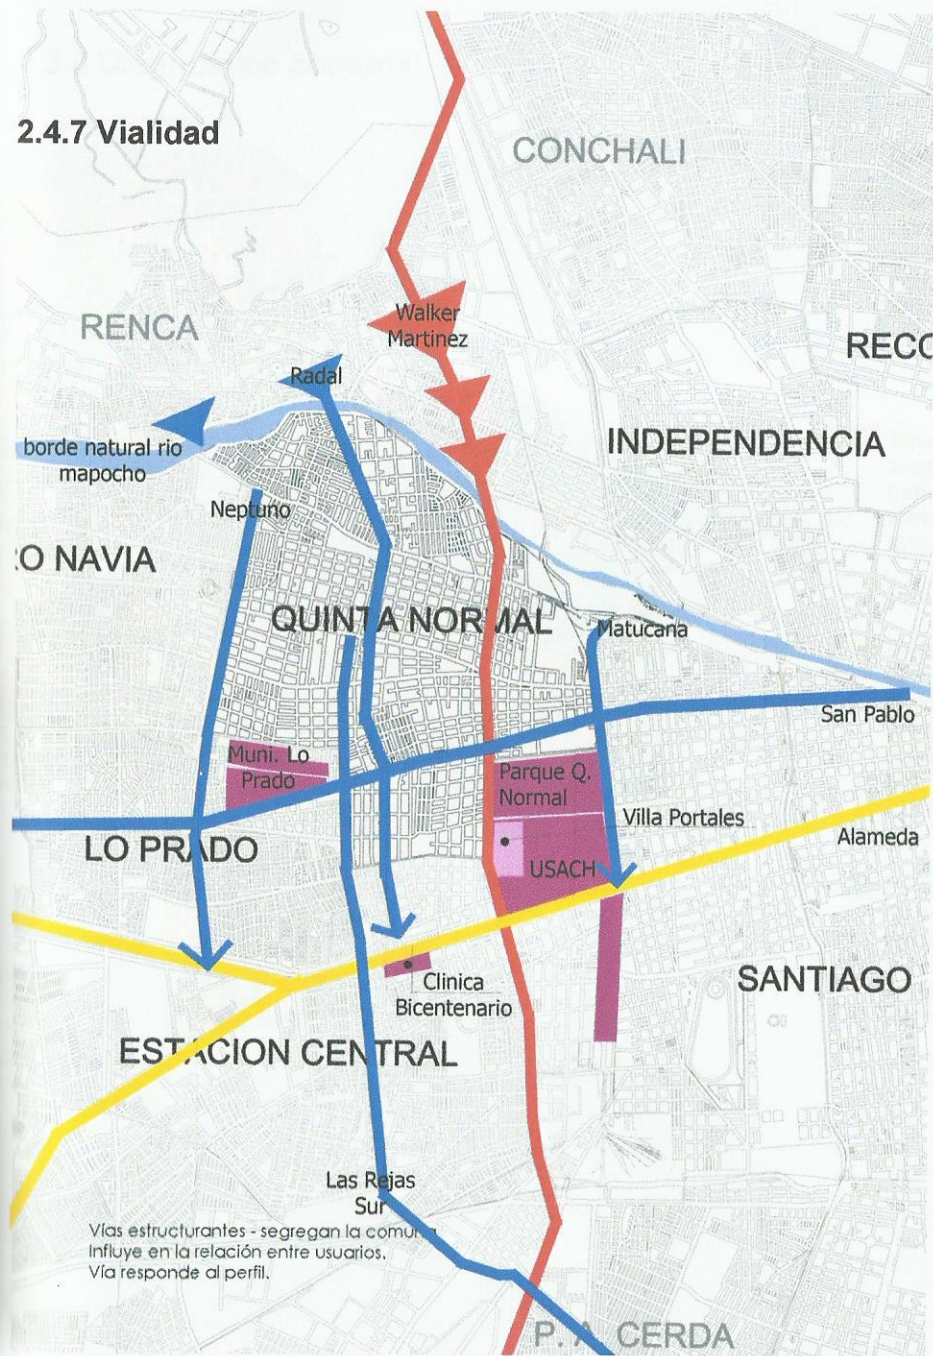 2.4.7 Vialidad
CONCHALI
RENCA
Walker
Martinez
RECO
Radal
INDEPENDENCIA
borde natural rio
mapocho
Neptuno
O NAVIA
QUINTA NORMAL
Matucana
San Pablo
Muni. Lo
Prado
Parque Q.
Normal
Villa Portales
Alameda
LO PRADO
USACH
SANTIAGO
Clinica
Bicentenario
ESTACION CENTRAL
Las Rejas
Sur
Vías estructurantes - segregan la comuna
Influye en la relación entre usuarios.
Vía responde al perfil.
P. A. CERDA